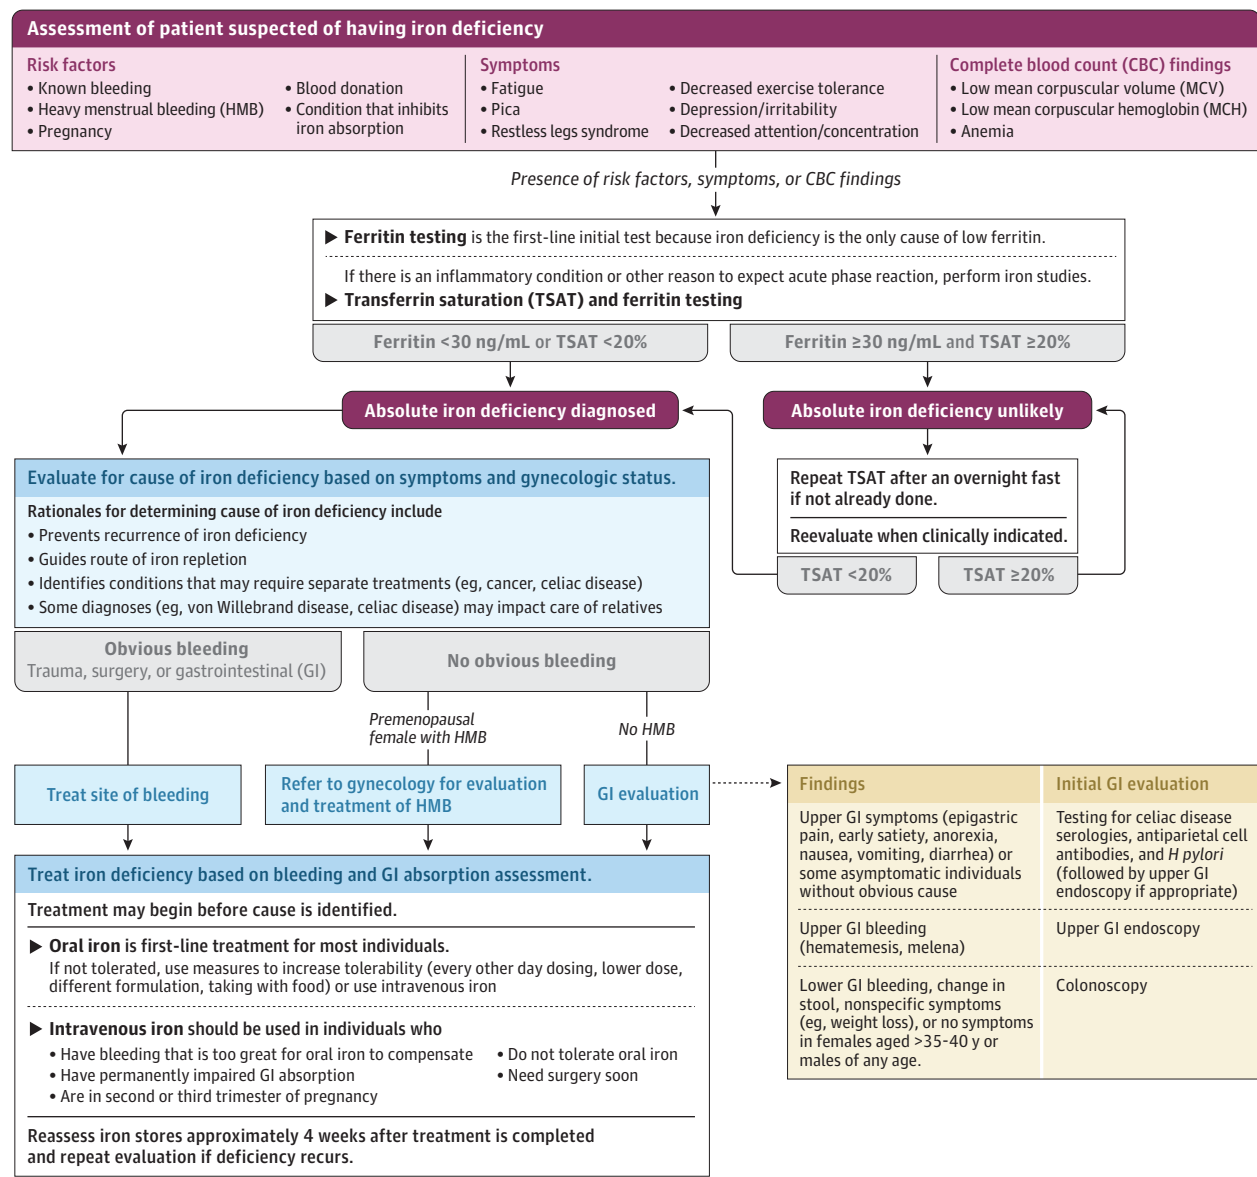 Assessment of patient suspected of having iron deficiency
Risk factors
• Known bleeding
• Heavy menstrual bleeding (HMB)
• Pregnancy
• Blood donation
• Condition that inhibits
iron absorption
Symptoms
• Fatigue
• Pica
• Restless legs syndrome
• Decreased exercise tolerance
• Depression/irritability
• Decreased attention/concentration
Complete blood count (CBC) findings
• Low mean corpuscular volume (MCV)
• Low mean corpuscular hemoglobin (MCH)
• Anemia
Presence of risk factors, symptoms, or CBC findings
▶ Ferritin testing is the first-line initial test because iron deficiency is the only cause of low ferritin.
If there is an inflammatory condition or other reason to expect acute phase reaction, perform iron studies.
▶ Transferrin saturation (TSAT) and ferritin testing
Ferritin <30 ng/mL or TSAT <20%
Ferritin ≥30 ng/mL and TSAT ≥20%
Absolute iron deficiency diagnosed
Absolute iron deficiency unlikely
Repeat TSAT after an overnight fast
if not already done.
Reevaluate when clinically indicated.
TSAT <20%
TSAT ≥20%
Evaluate for cause of iron deficiency based on symptoms and gynecologic status.
Rationales for determining cause of iron deficiency include
• Prevents recurrence of iron deficiency
• Guides route of iron repletion
• Identifies conditions that may require separate treatments (eg, cancer, celiac disease)
• Some diagnoses (eg, von Willebrand disease, celiac disease) may impact care of relatives
Obvious bleeding
Trauma, surgery, or gastrointestinal (GI)
No obvious bleeding
Premenopausal
female with HMB
No HMB
Treat site of bleeding
Refer to gynecology for evaluation
and treatment of HMB
GI evaluation
Findings
Initial GI evaluation
Upper GI symptoms (epigastric
pain, early satiety, anorexia,
nausea, vomiting, diarrhea) or
some asymptomatic individuals
without obvious cause
Testing for celiac disease
serologies, antiparietal cell
antibodies, and H pylori
(followed by upper GI
endoscopy if appropriate)
Upper GI bleeding
(hematemesis, melena)
Upper GI endoscopy
Lower GI bleeding, change in
stool, nonspecific symptoms
(eg, weight loss), or no symptoms
in females aged >35-40 y or
males of any age.
Colonoscopy
Treat iron deficiency based on bleeding and GI absorption assessment.
Treatment may begin before cause is identified.
▶ Oral iron is first-line treatment for most individuals.
If not tolerated, use measures to increase tolerability (every other day dosing, lower dose,
different formulation, taking with food) or use intravenous iron
▶ Intravenous iron should be used in individuals who
• Have bleeding that is too great for oral iron to compensate
• Have permanently impaired GI absorption
• Are in second or third trimester of pregnancy
• Do not tolerate oral iron
• Need surgery soon
Reassess iron stores approximately 4 weeks after treatment is completed
and repeat evaluation if deficiency recurs.